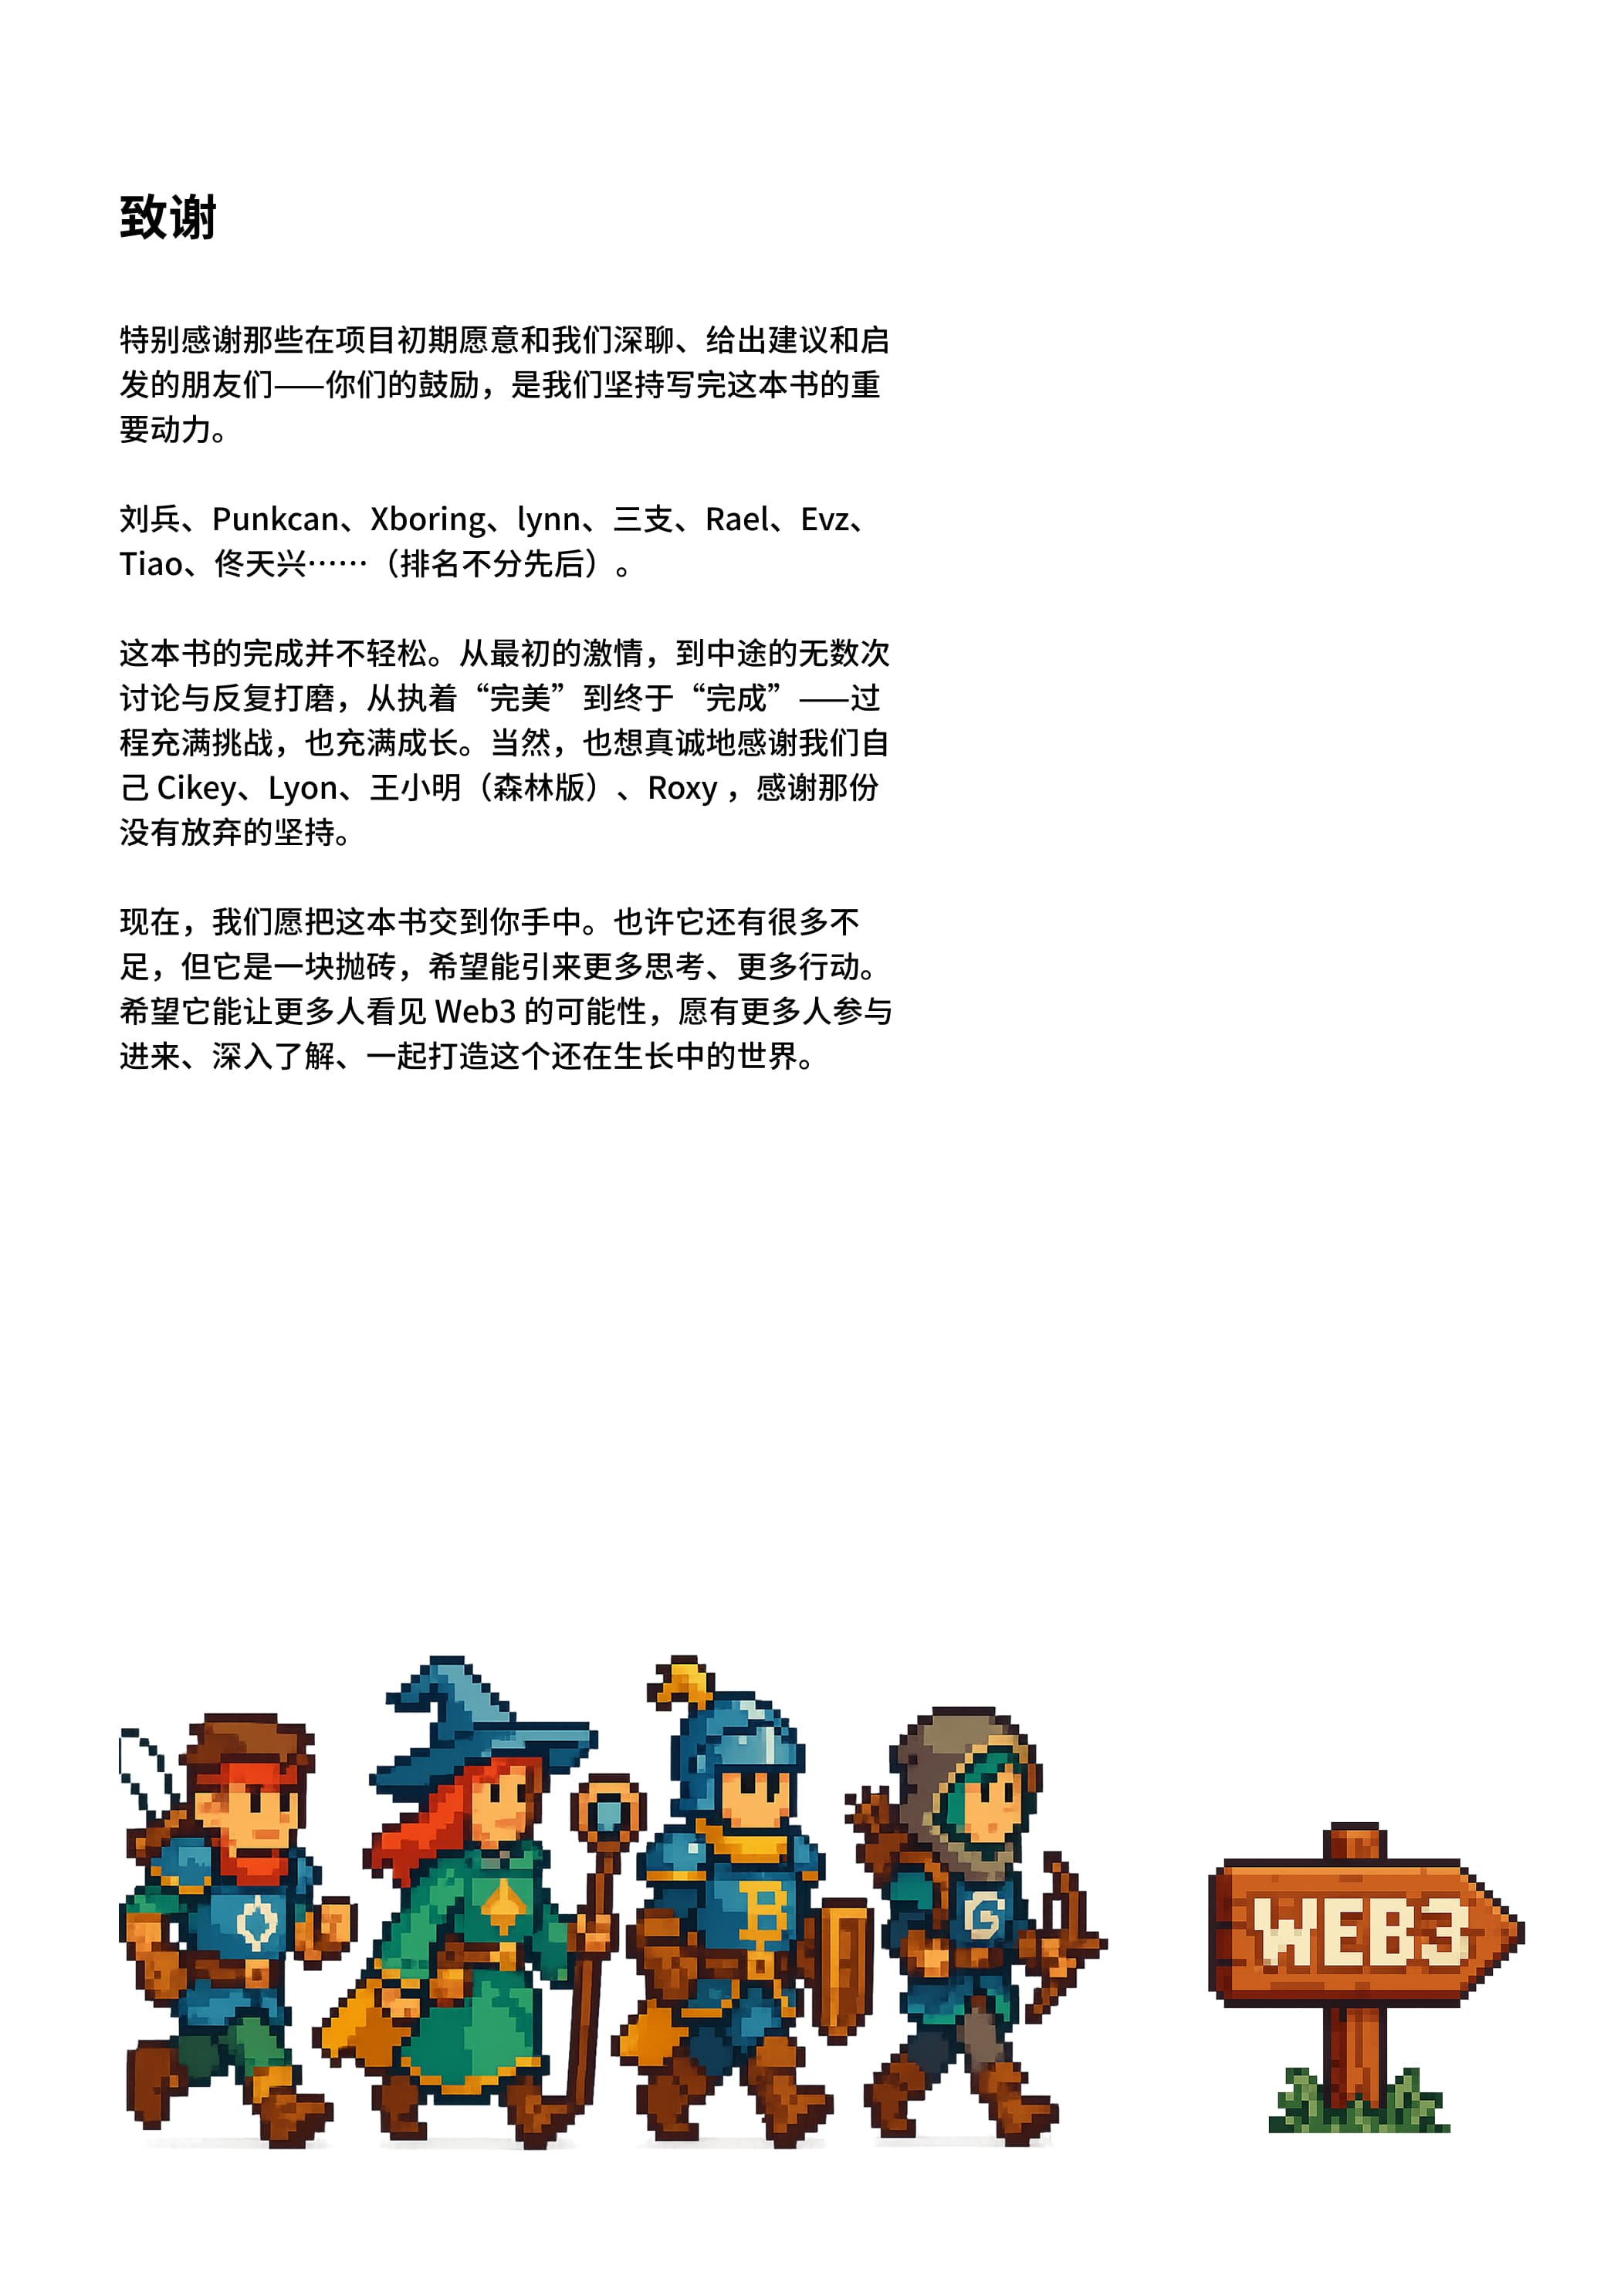 致谢
特别感谢那些在项目初期愿意和我们深聊、给出建议和启
发的朋友们——你们的鼓励，是我们坚持写完这本书的重
要动力。
刘兵、Punkcan、Xboring、lynn、三支、Rael、Evz、
Tiao、佟天兴……（排名不分先后）。
这本书的完成并不轻松。从最初的激情，到中途的无数次
讨论与反复打磨，从执着“完美”到终于“完成”——过
程充满挑战，也充满成长。当然，也想真诚地感谢我们自
己 Cikey、Lyon、王小明（森林版）、Roxy ，感谢那份
没有放弃的坚持。
现在，我们愿把这本书交到你手中。也许它还有很多不
足，但它是一块抛砖，希望能引来更多思考、更多行动。
希望它能让更多人看见 Web3 的可能性，愿有更多人参与
进来、深入了解、一起打造这个还在生长中的世界。
B
G
WEB3